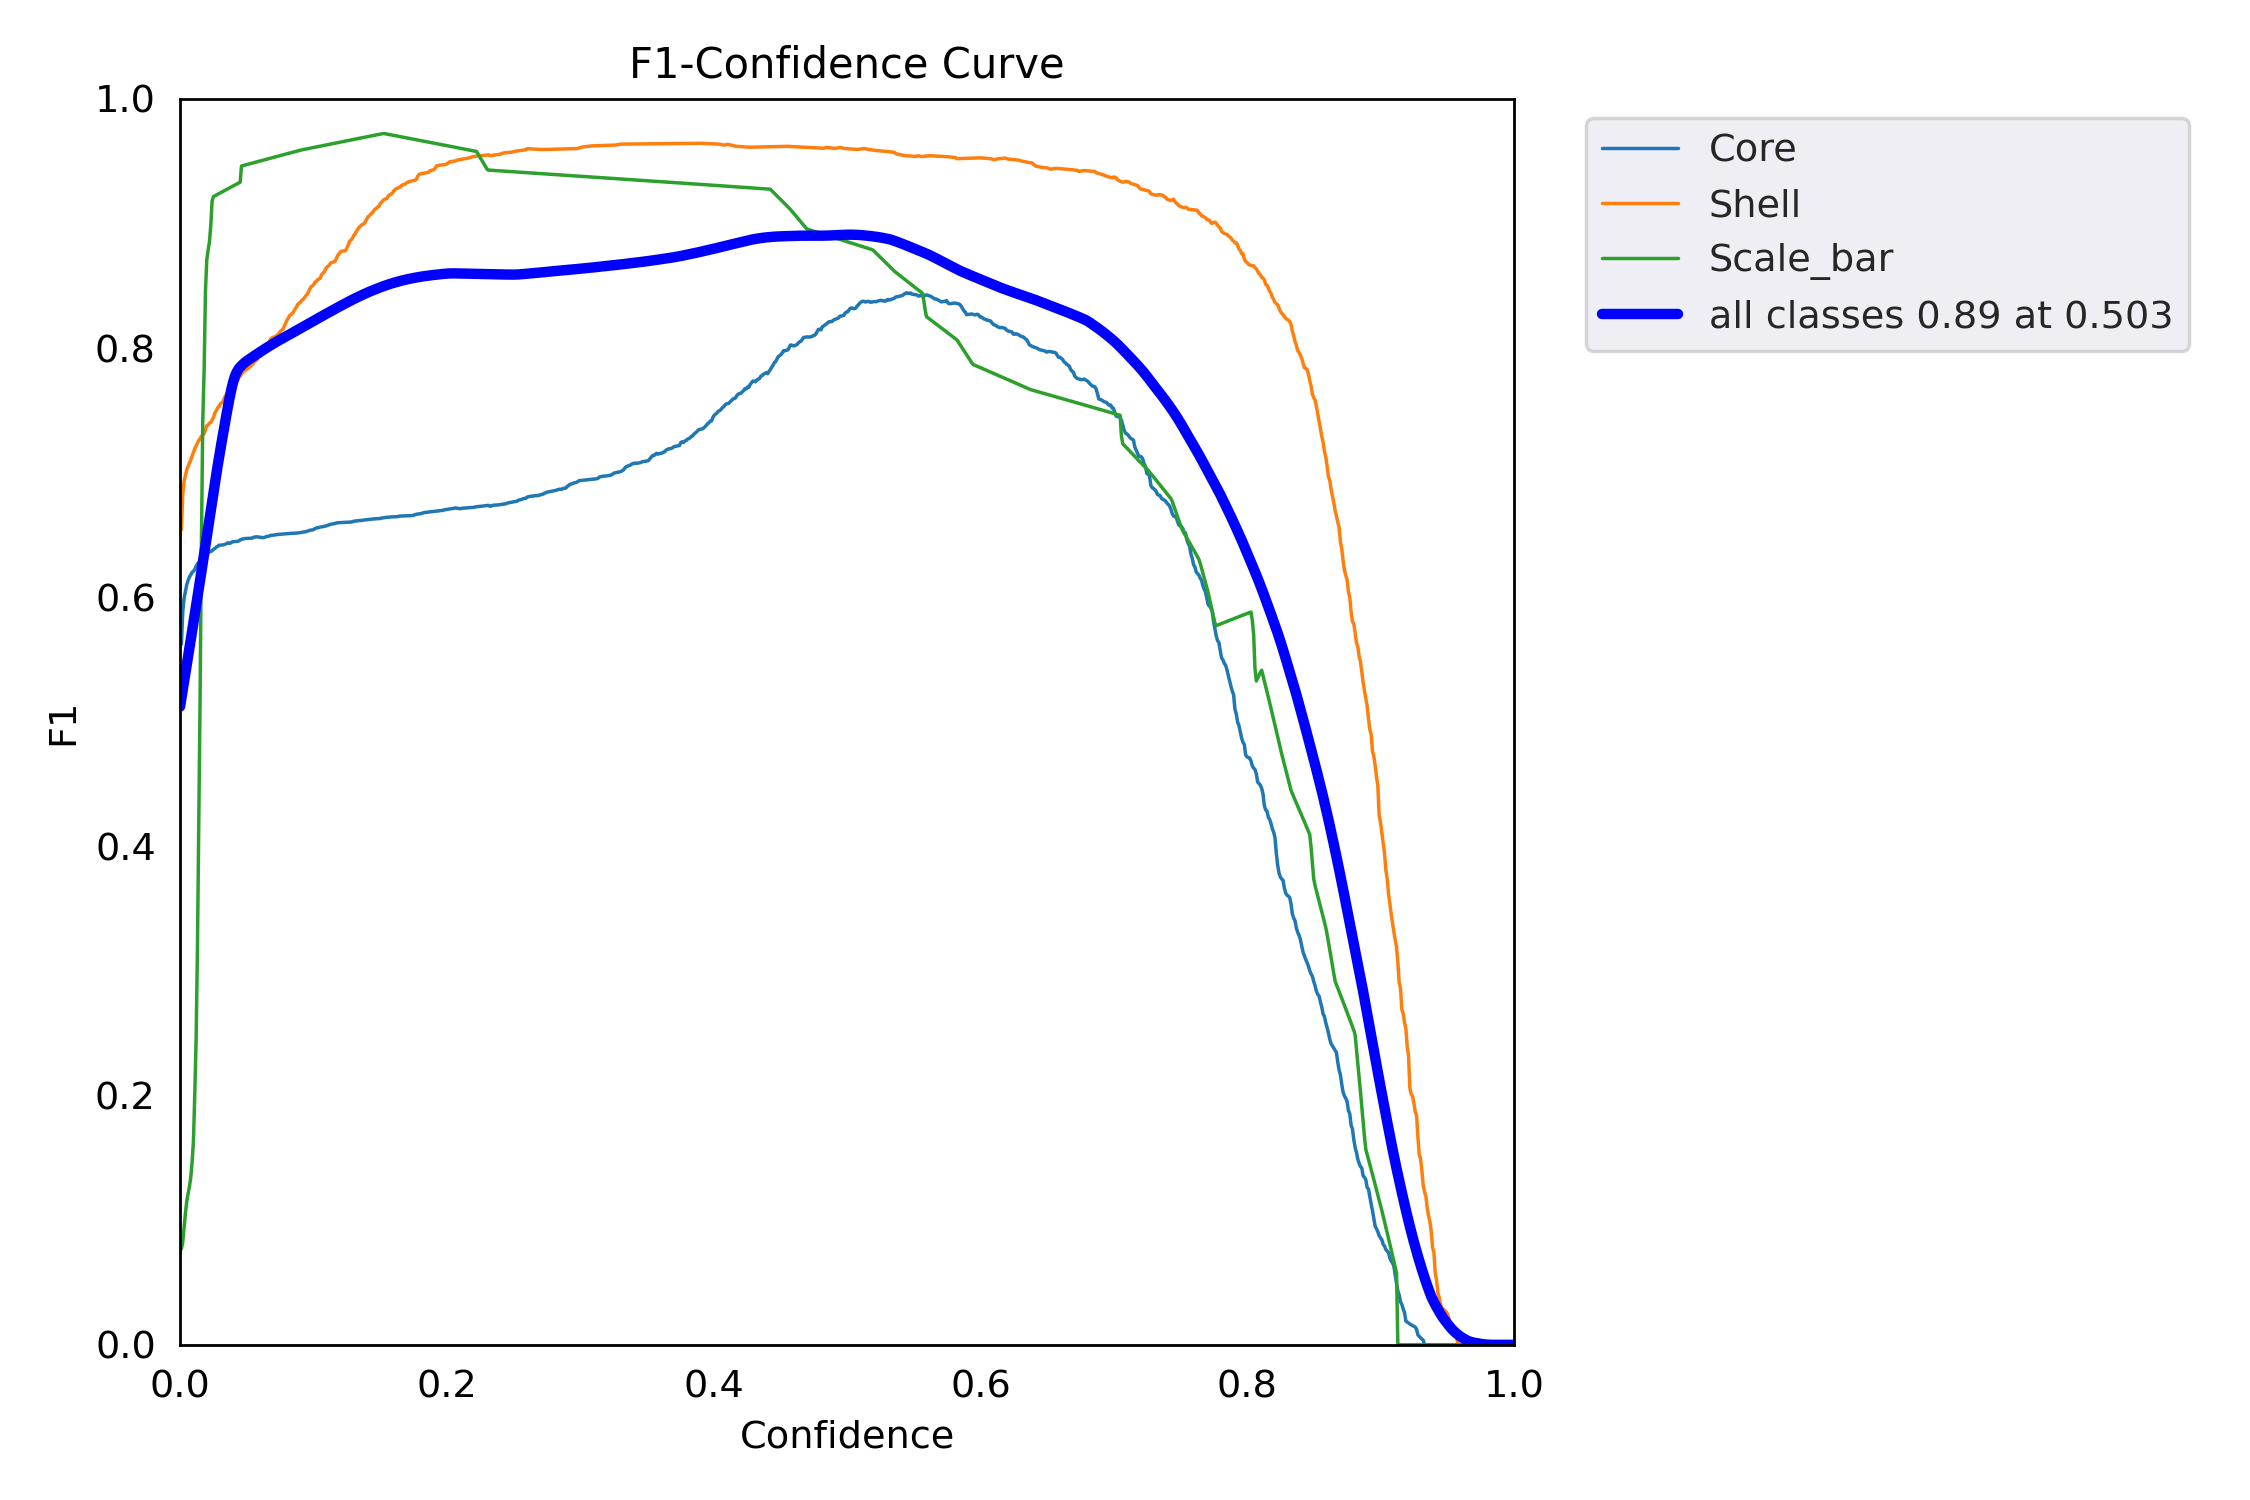 F1-Confidence Curve
1.0
0.8
0.6
0.4
0.2
0.0
F1
0.0 0.2 0.4 0.6 0.8 1.0
Confidence
Core
Shell
Scale_bar
all classes 0.89 at 0.503